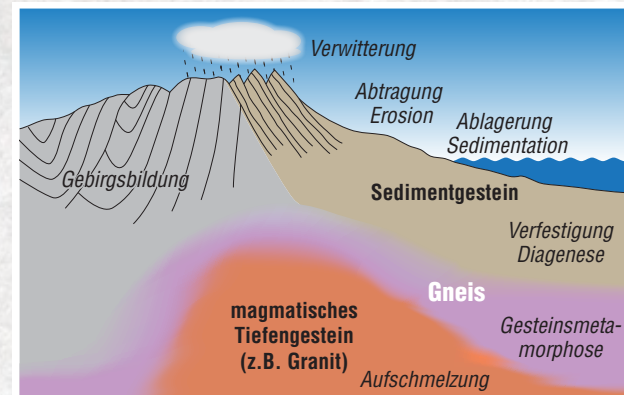 Verwitterung
Abtragung
Erosion
Ablagerung
Sedimentation
Gebirgsbildung
Sedimentgestein
Verfestigung
Diagenese
Gneis
magmatisches
Tiefengestein
(z.B. Granit)
Gesteinsmeta-
morphose
Aufschmelzung